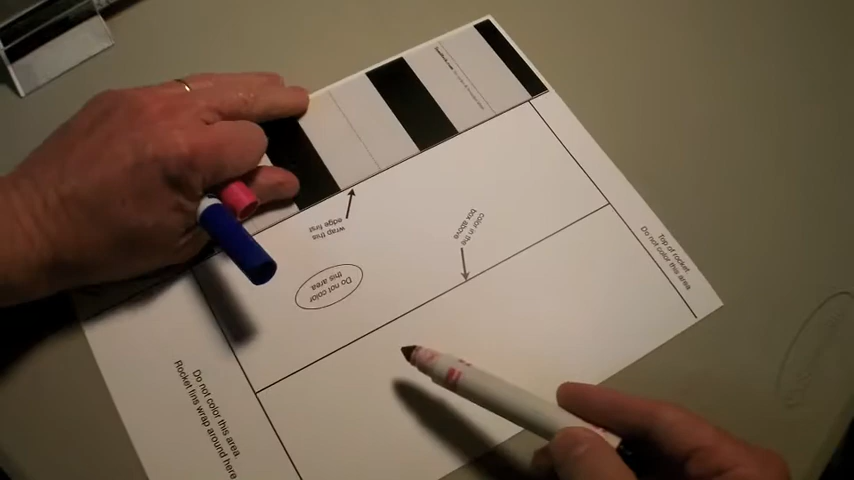 Top of rocket
Do not color this area
color in the
box above
wrap this
edge first
Do not color
this area
Do not color this area
Rocket fins wrap around here